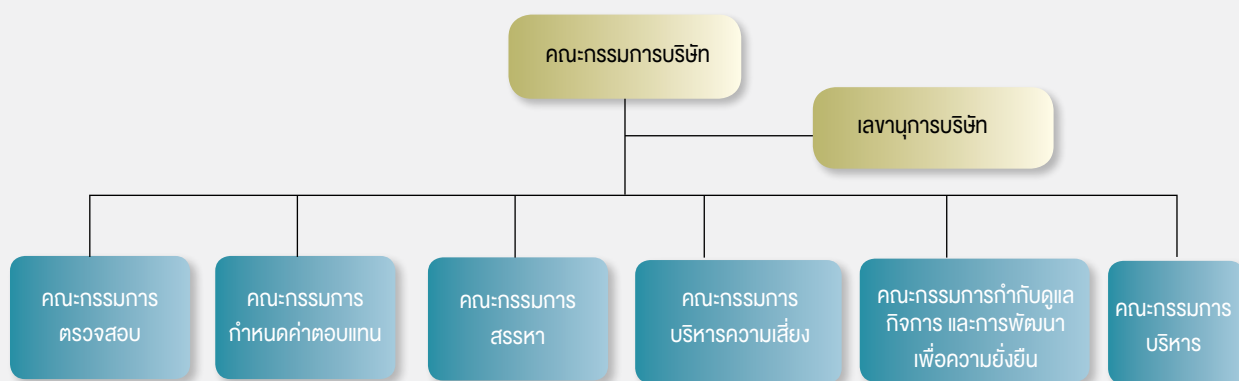 คณะกรรมการบริษัท
เลขานุการบริษัท
คณะกรรมการ
ตรวจสอบ
คณะกรรมการ
กำหนดค่าตอบแทน
คณะกรรมการ
สรรหา
คณะกรรมการ
บริหารความเสี่ยง
คณะกรรมการกำกับดูแล
กิจการ และการพัฒนา
เพื่อความยั่งยืน
คณะกรรมการ
บริหาร